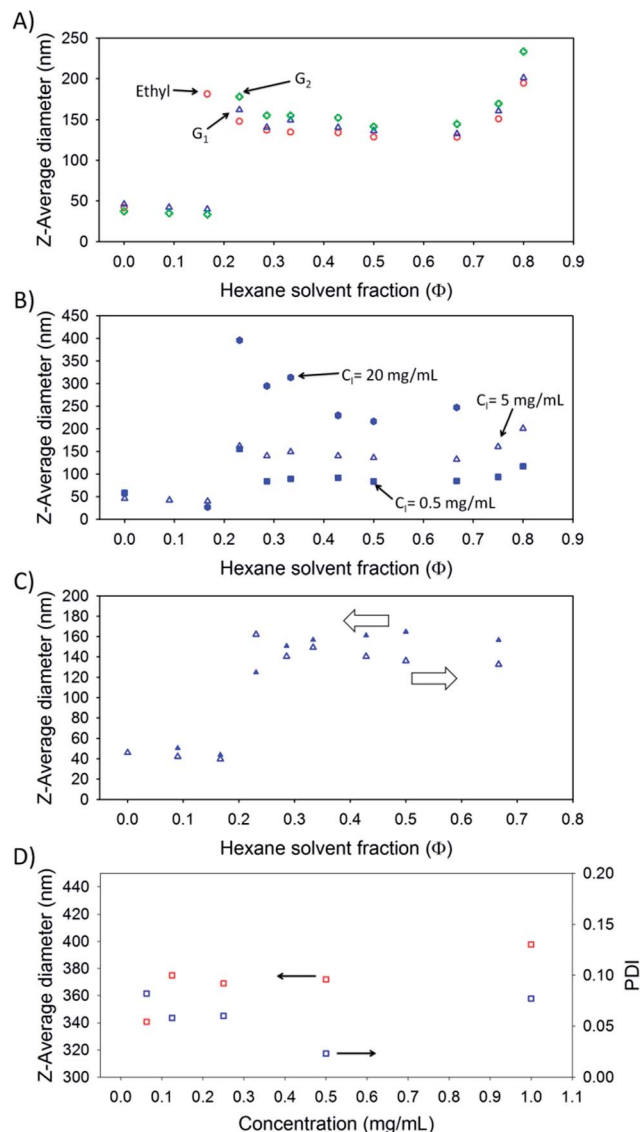 A)
Z-Average diameter (nm)
250
200
150
100
50
0
Ethyl
G2
G1
0.0 0.1 0.2 0.3 0.4 0.5 0.6 0.7 0.8 0.9
Hexane solvent fraction (Φ)
B)
Z-Average diameter (nm)
450
400
350
300
250
200
150
100
50
0
CI= 20 mg/mL
CI= 5 mg/mL
CI= 0.5 mg/mL
0.0 0.1 0.2 0.3 0.4 0.5 0.6 0.7 0.8 0.9
Hexane solvent fraction (Φ)
C)
Z-Average diameter (nm)
200
180
160
140
120
100
80
60
40
20
0
0.0 0.1 0.2 0.3 0.4 0.5 0.6 0.7 0.8
Hexane solvent fraction (Φ)
D)
Z-Average diameter (nm)
440
420
400
380
360
340
320
300
0.20
0.15
0.10
0.05
0.00
PDI
0.0 0.1 0.2 0.3 0.4 0.5 0.6 0.7 0.8 0.9 1.0 1.1
Concentration (mg/mL)